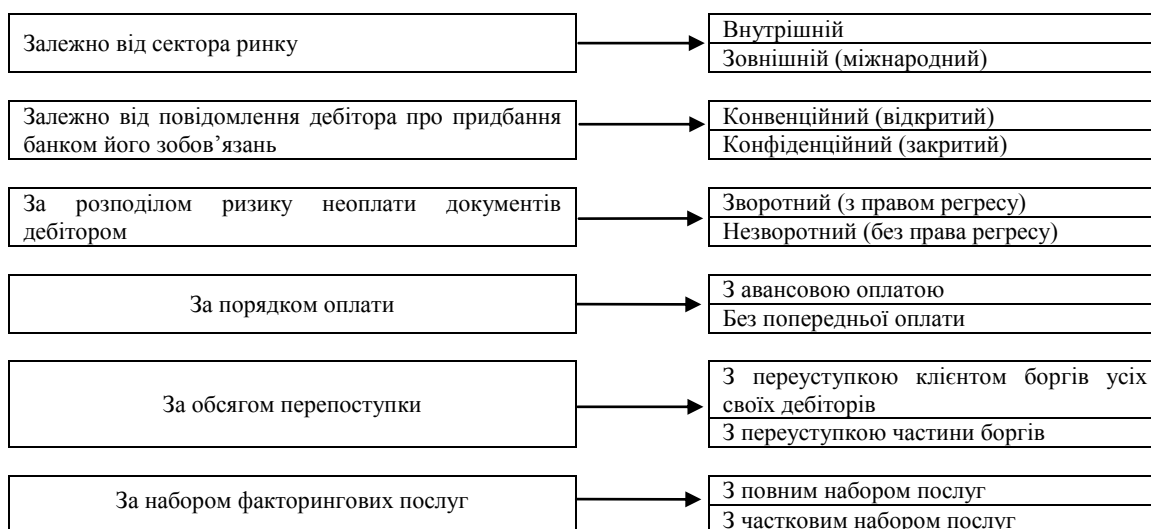 Залежно від сектора ринку
Внутрішній
Зовнішній (міжнародний)
Залежно від повідомлення дебітора про придбання
банком його зобов’язань
Конвенційний (відкритий)
Конфіденційний (закритий)
За розподілом ризику неоплати документів
дебітором
Зворотний (з правом регресу)
Незворотний (без права регресу)
За порядком оплати
З авансовою оплатою
Без попередньої оплати
За обсягом перепоступки
З переуступкою клієнтом боргів усіх
своїх дебіторів
З переуступкою частини боргів
За набором факторингових послуг
З повним набором послуг
З частковим набором послуг